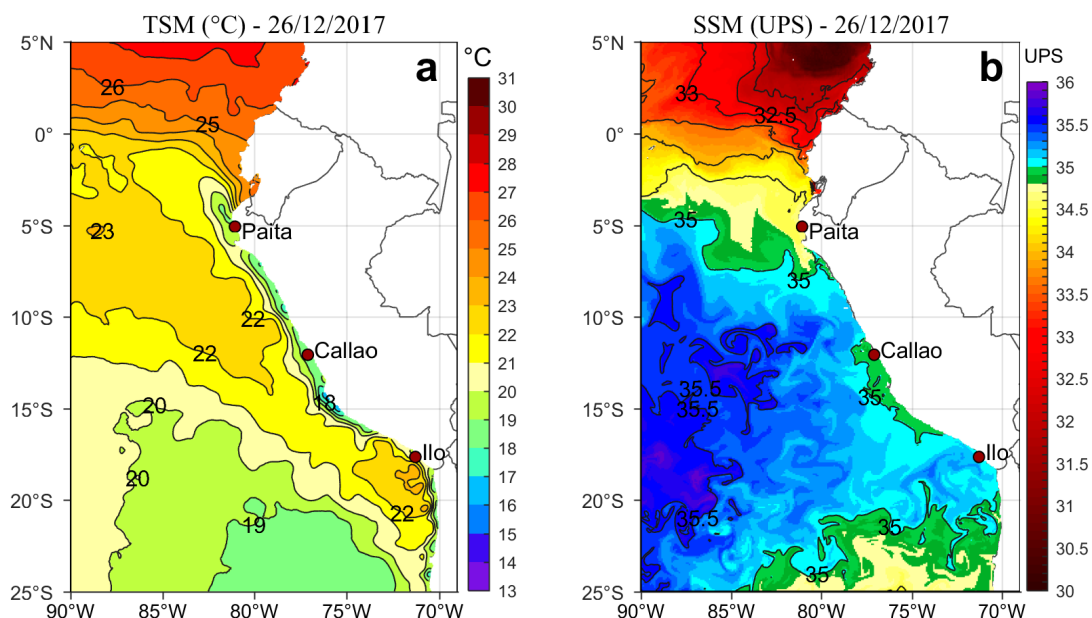 TSM (°C) - 26/12/2017
a
°C
5°N
0°
5°S
10°S
15°S
20°S
25°S
90°W
85°W
80°W
75°W
70°W
26
25
23
22
22
18
20
20
19
22
Paita
Callao
Ilo
31
30
29
28
27
26
25
24
23
22
21
20
19
18
17
16
15
14
13
SSM (UPS) - 26/12/2017
b
UPS
5°N
0°
5°S
10°S
15°S
20°S
25°S
90°W
85°W
80°W
75°W
70°W
33
32.5
35
35
35.5
35.5
35
35.5
35
35
Paita
Callao
Ilo
36
35.5
35
34.5
34
33.5
33
32.5
32
31.5
31
30.5
30